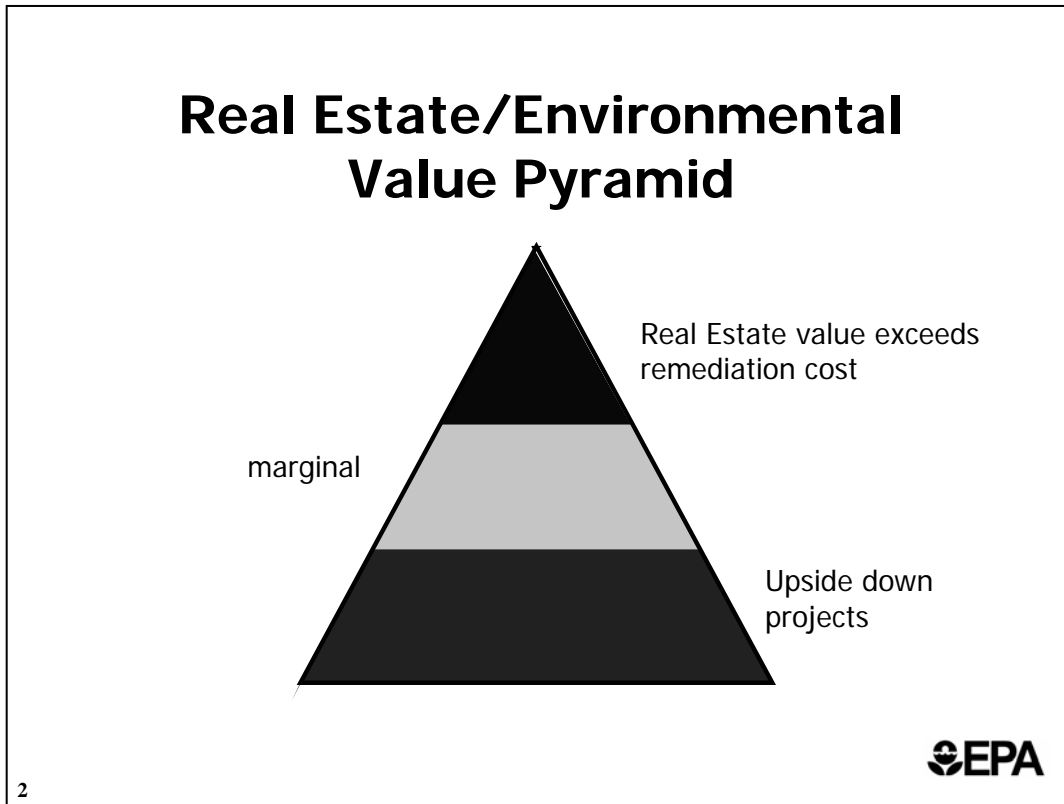 Real Estate/Environmental
Value Pyramid
Real Estate value exceeds
remediation cost
marginal
Upside down
projects
EPA
2